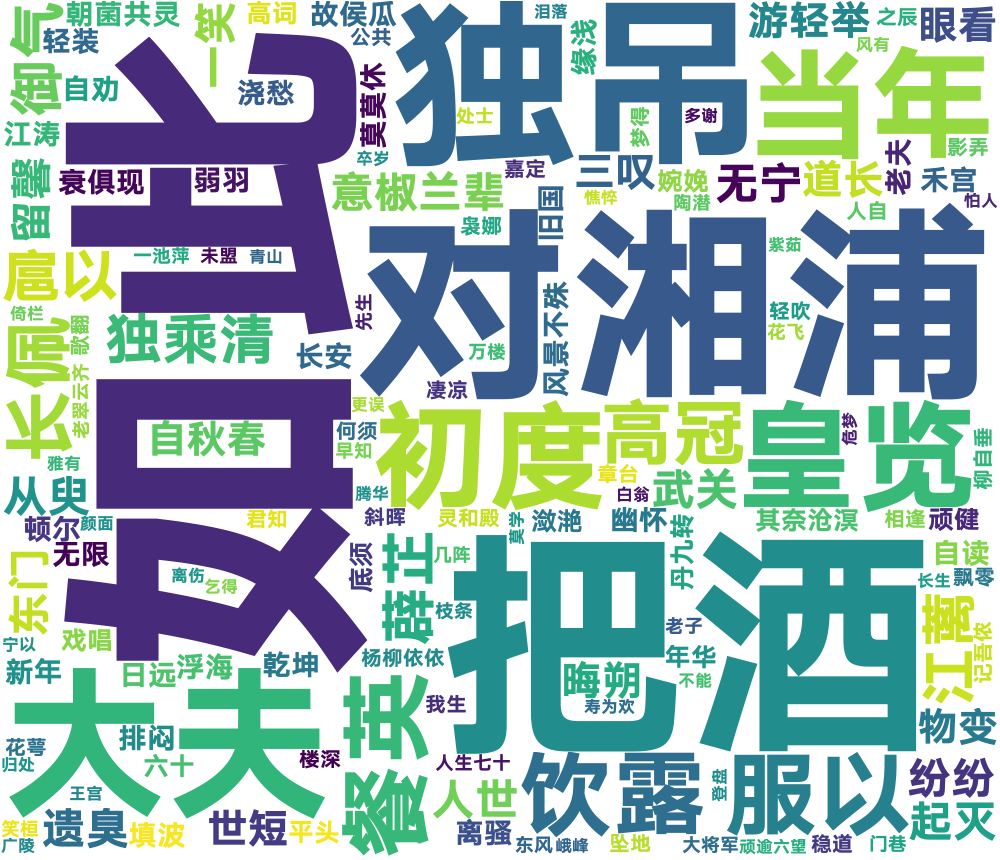 朝菌共灵
高词
故侯瓜
泪落
游轻举
之辰
眼看
轻装
一笑
公共
缘浅
风有
御气
自劝
浇愁
莫莫休
独吊
当年
处士
梦得
多谢
江涛
卒岁
嘉定
三叹
婉娩
无宁
道长
老夫
影弄
禾宫
留馨
衰俱现
弱羽
意椒兰辈
憔悴
陶潜
怕人
如此
袅娜
旧国
人自
一池萍
未盟
青山
对湘浦
紫茹
扈以
先生
风景不殊
轻吹
倚栏
独乘清
歌翻
长安
万楼
花飞
长佩
凄凉
老翠云齐
更误
初度
高冠
皇览
危梦
自秋春
何须
早知
柳自垂
雅有
章台
武关
从臾
腾华
白翁
君知
斜晖
灵和殿
莫学
潋滟
幽怀
其奈沧溟
相逢
顽健
顿尔
颜面
无限
底须
薜芷
几阵
丹九转
自读
东门
离伤
乞得
把酒
长生
飘零
枝条
江离
戏唱
老子
宁以
杨柳依依
年华
记吾依
新年
日远
浮海
乾坤
晦朔
不能
大夫
餐英
我生
寿为欢
物变
花萼
排闷
楼深
归处
六十
人生七十
饮露
登盘
服以
纷纷
王宫
人世
起灭
笑桓
遗臭
填波
世短
平头
离骚
广陵
东风
峨峰
坠地
大将军
顽逾六望
稳道
门巷